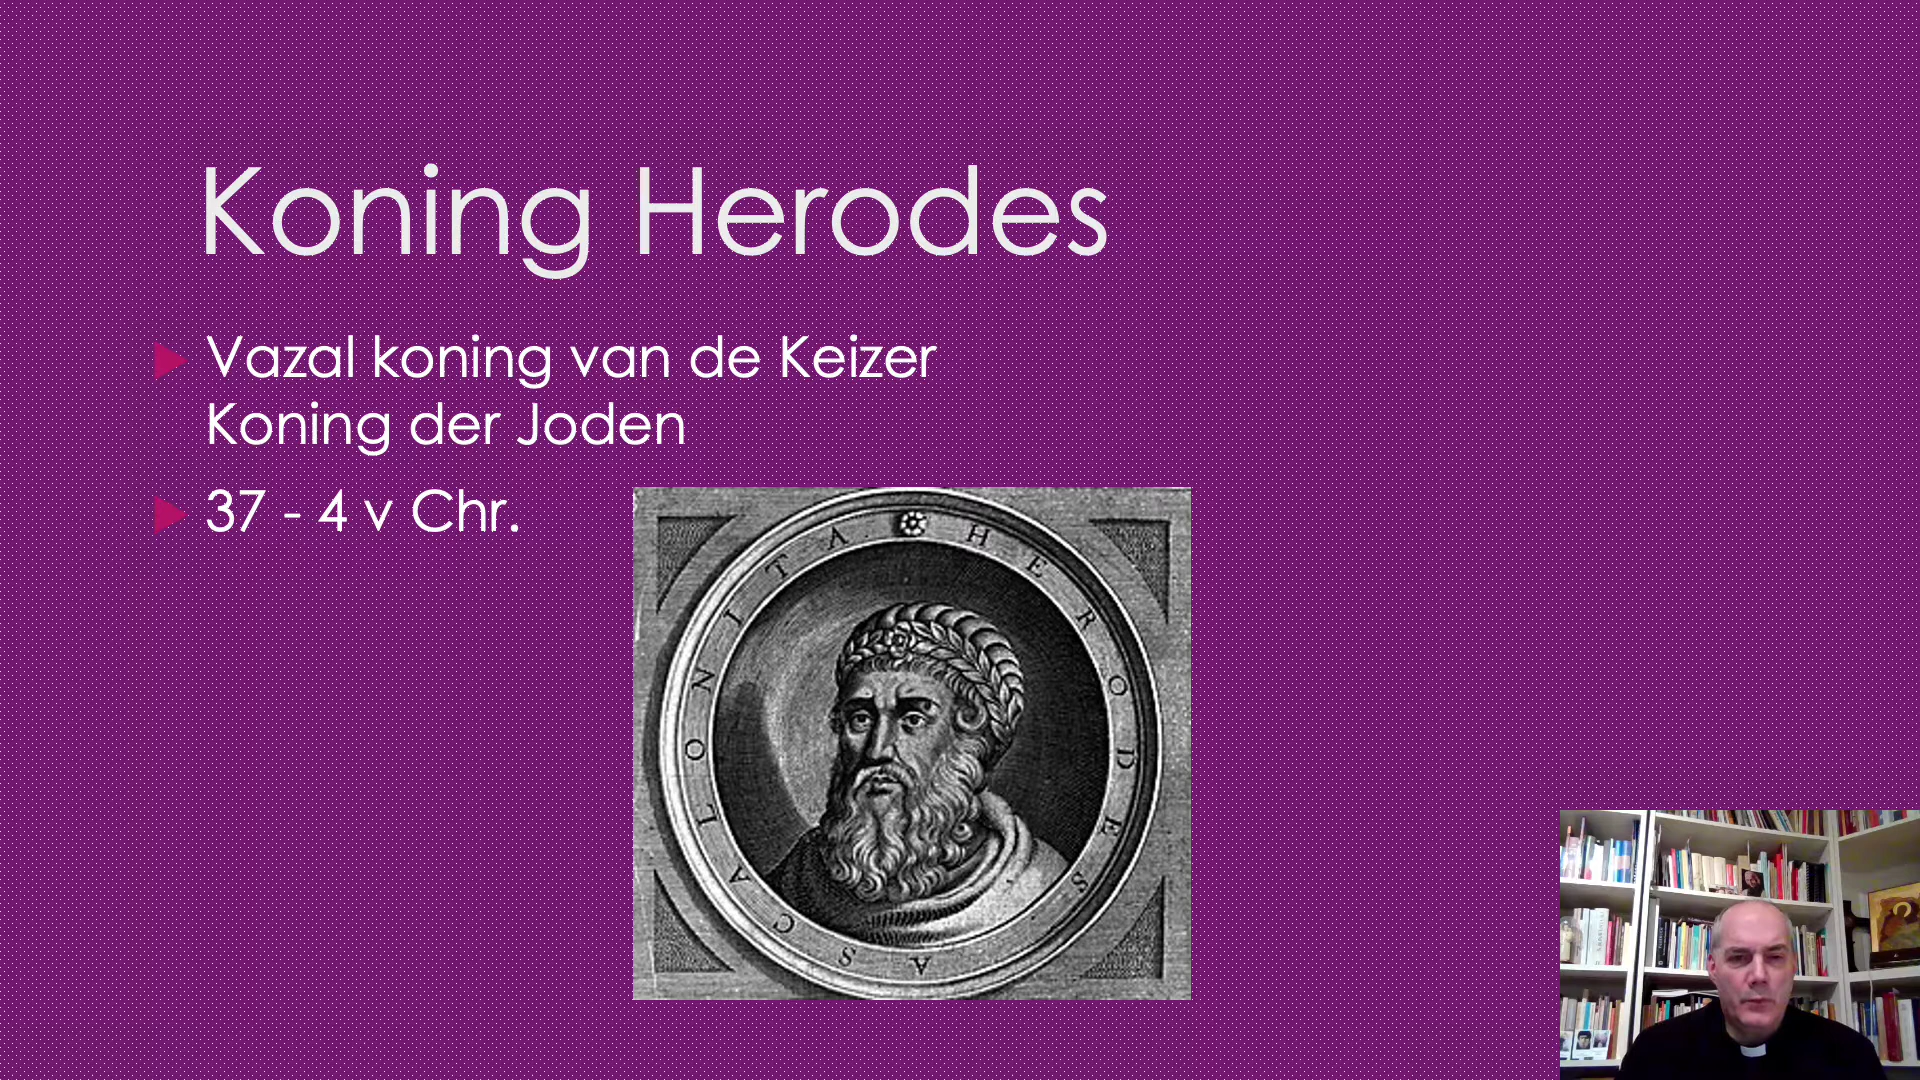 Koning Herodes
Vazal koning van de Keizer
Koning der Joden
37 - 4 v Chr.
HERODES ASCALONITA